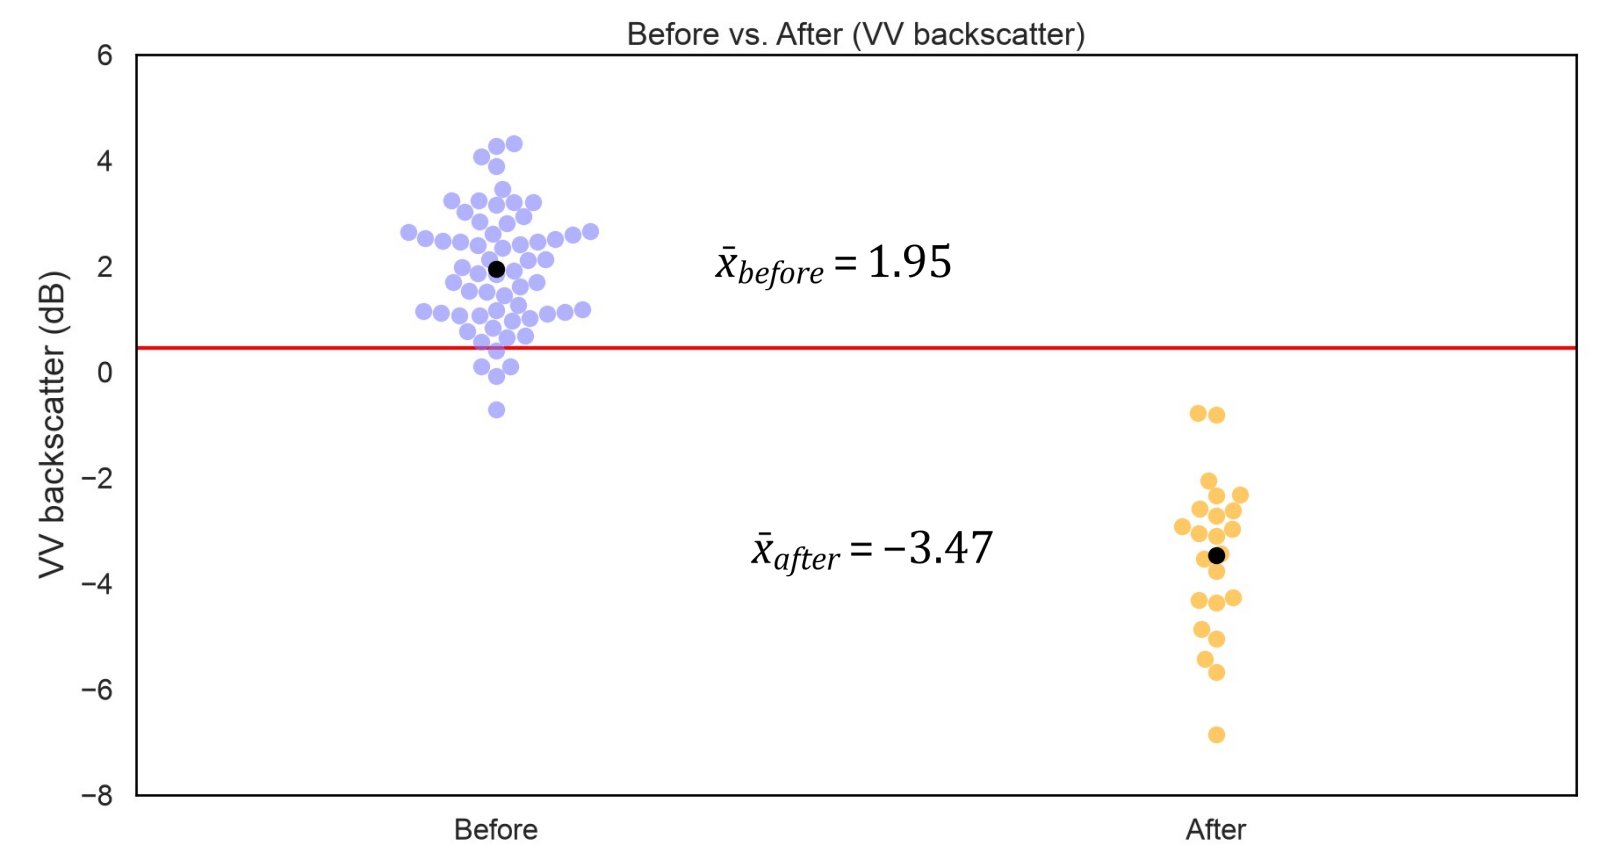 Before vs. After (VV backscatter)
6
4
2
0
−2
−4
−6
−8
VV backscatter (dB)
x̄before = 1.95
x̄after = −3.47
Before
After